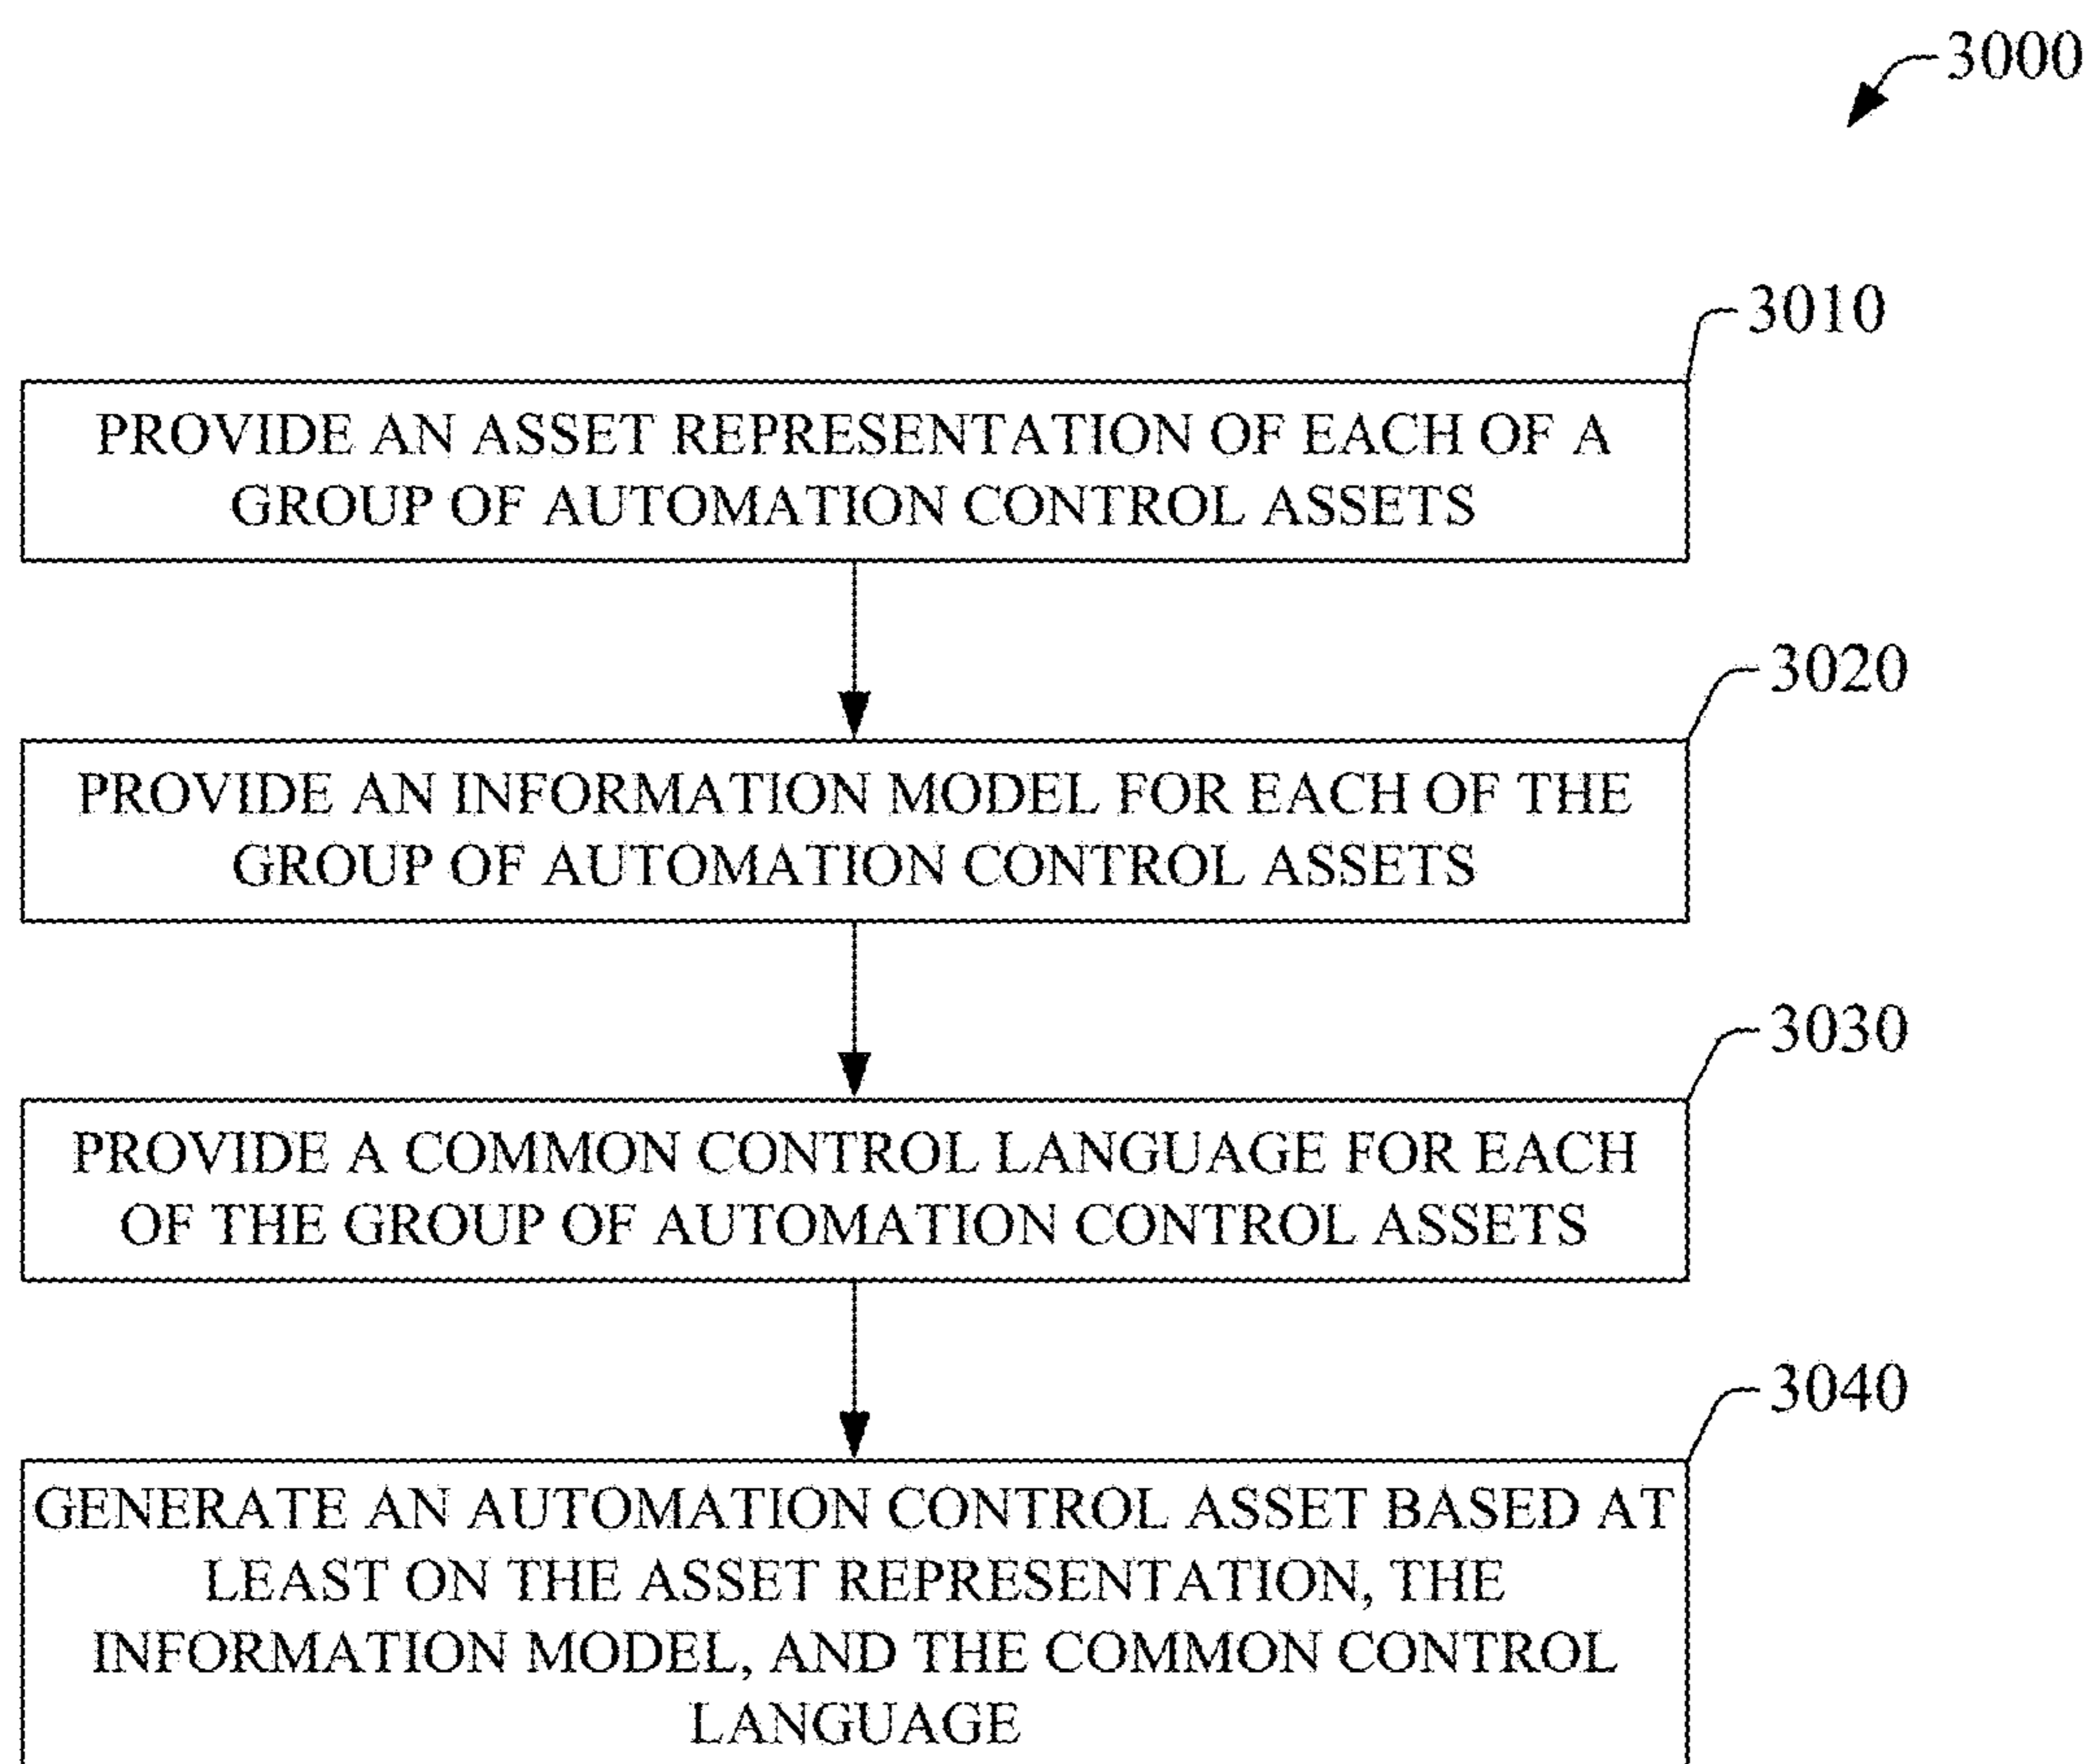 3000
3010
PROVIDE AN ASSET REPRESENTATION OF EACH OF A
GROUP OF AUTOMATION CONTROL ASSETS
3020
PROVIDE AN INFORMATION MODEL FOR EACH OF THE
GROUP OF AUTOMATION CONTROL ASSETS
3030
PROVIDE A COMMON CONTROL LANGUAGE FOR EACH
OF THE GROUP OF AUTOMATION CONTROL ASSETS
3040
GENERATE AN AUTOMATION CONTROL ASSET BASED AT
LEAST ON THE ASSET REPRESENTATION, THE
INFORMATION MODEL, AND THE COMMON CONTROL
LANGUAGE